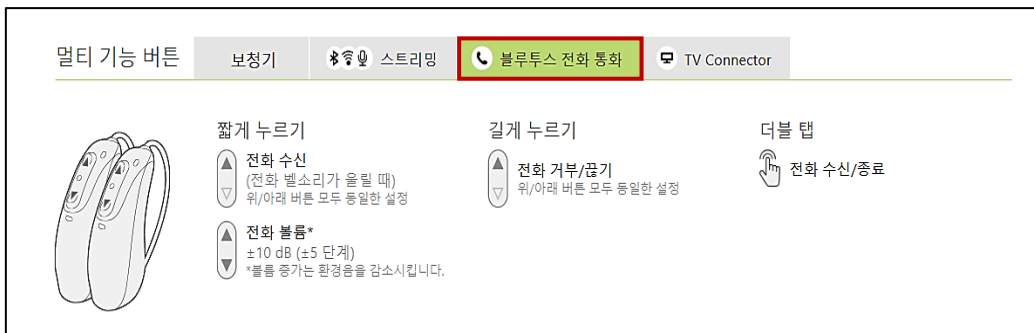 멀티 기능 버튼
보청기
스트리밍
블루투스 전화 통화
TV Connector
짧게 누르기
전화 수신
(전화 벨소리가 울릴 때)
위/아래 버튼 모두 동일한 설정
전화 볼륨*
±10 dB (±5 단계)
*볼륨 증가는 환경음을 감소시킵니다.
길게 누르기
전화 거부/끊기
위/아래 버튼 모두 동일한 설정
더블 탭
전화 수신/종료